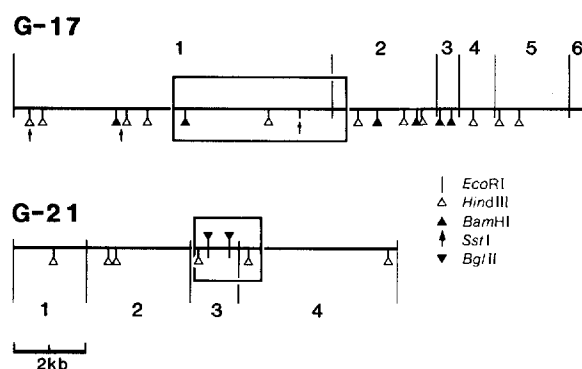 G-17
1 2 3 4 5 6
EcoRI
HindIII
BamHI
SstI
BglII
G-21
1 2 3 4
2kb